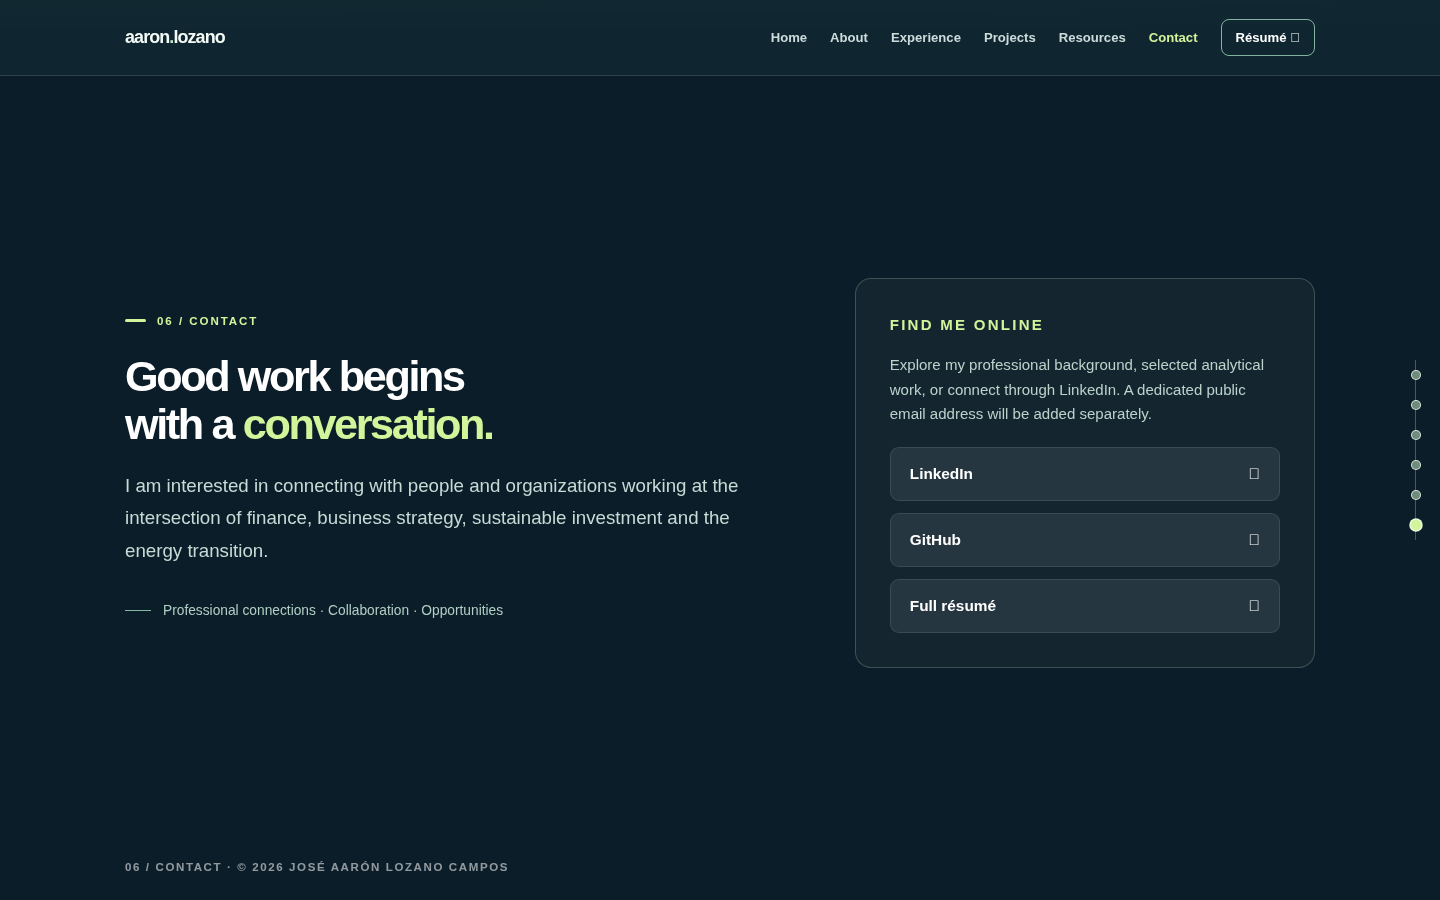 aaron.lozano
Home About Experience Projects Resources Contact Résumé
06 / CONTACT
Good work begins
with a conversation.
I am interested in connecting with people and organizations working at the
intersection of finance, business strategy, sustainable investment and the
energy transition.
Professional connections · Collaboration · Opportunities
FIND ME ONLINE
Explore my professional background, selected analytical
work, or connect through LinkedIn. A dedicated public
email address will be added separately.
LinkedIn
GitHub
Full résumé
06 / CONTACT · © 2026 JOSÉ AARÓN LOZANO CAMPOS